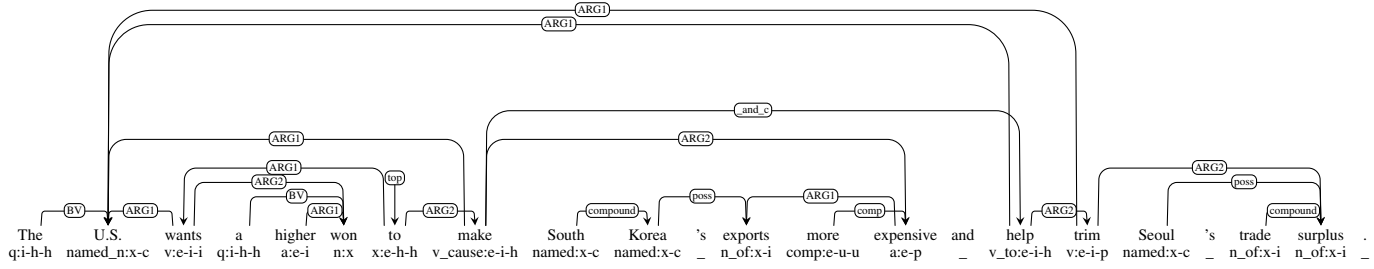 ARG1
ARG1
_and_c
ARG1 ARG2
ARG1 top ARG2
ARG2 BV poss ARG1 poss
BV ARG1 ARG1 ARG2 compound comp ARG2 compound
The U.S. wants a higher won to make South Korea 's exports more expensive and help trim Seoul 's trade surplus .
q:i-h-h named_n:x-c v:e-i-i q:i-h-h a:e-i n:x x:e-h-h v_cause:e-i-h named:x-c named:x-c _ n_of:x-i comp:e-u-u a:e-p _ v_to:e-i-h v:e-i-p named:x-c _ n_of:x-i n_of:x-i _